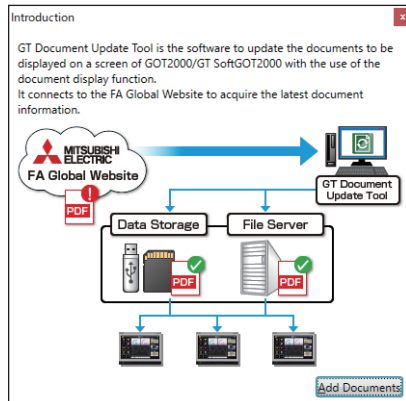 Introduction
x
GT Document Update Tool is the software to update the documents to be
displayed on a screen of GOT2000/GT SoftGOT2000 with the use of the
document display function.
It connects to the FA Global Website to acquire the latest document
information.
MITSUBISHI
ELECTRIC
FA Global Website
PDF
GT Document
Update Tool
Data Storage
File Server
PDF
PDF
Add Documents